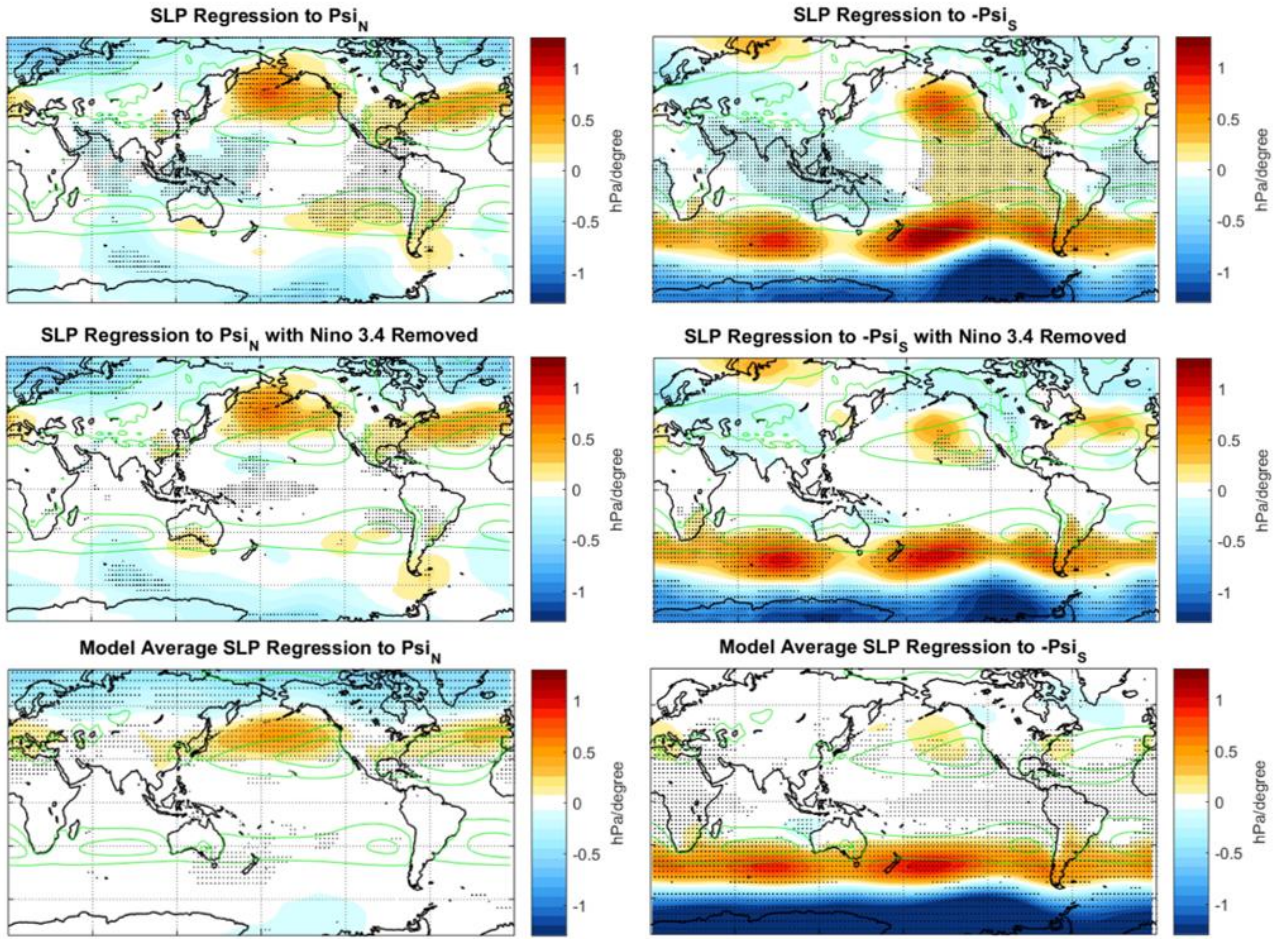 SLP Regression to Psi_N
1
0.5
0
-0.5
-1
hPa/degree
SLP Regression to -Psi_S
1
0.5
0
-0.5
-1
hPa/degree
SLP Regression to Psi_N with Nino 3.4 Removed
1
0.5
0
-0.5
-1
hPa/degree
SLP Regression to -Psi_S with Nino 3.4 Removed
1
0.5
0
-0.5
-1
hPa/degree
Model Average SLP Regression to Psi_N
1
0.5
0
-0.5
-1
hPa/degree
Model Average SLP Regression to -Psi_S
1
0.5
0
-0.5
-1
hPa/degree